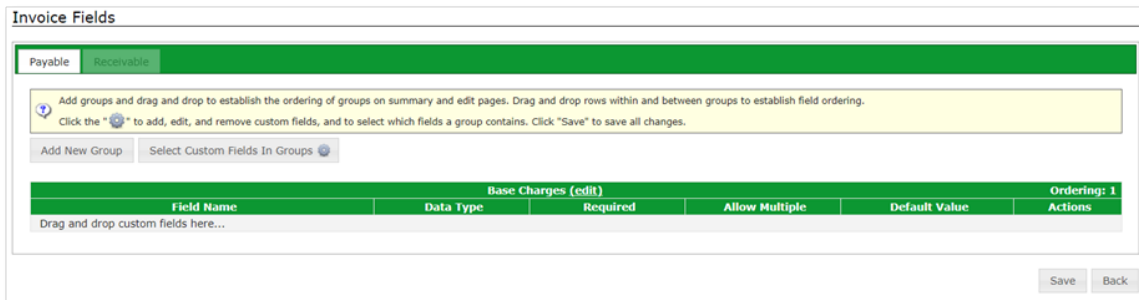 Invoice Fields
Payable Receivable
Add groups and drag and drop to establish the ordering of groups on summary and edit pages. Drag and drop rows within and between groups to establish field ordering.
Click the " " to add, edit, and remove custom fields, and to select which fields a group contains. Click "Save" to save all changes.
Add New Group Select Custom Fields In Groups
Base Charges (edit) Ordering: 1
Field Name Data Type Required Allow Multiple Default Value Actions
Drag and drop custom fields here...
Save Back